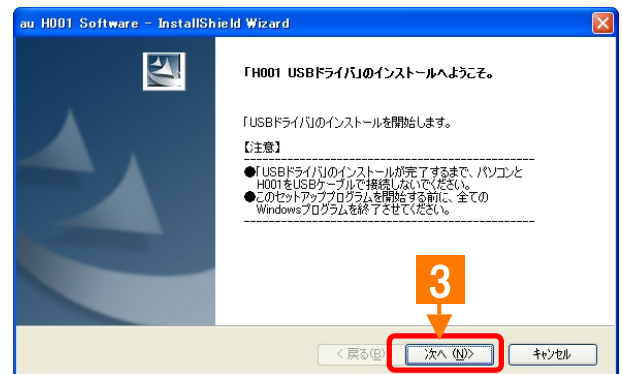 au H001 Software - InstallShield Wizard
「H001 USBドライバ」のインストールへようこそ。
「USBドライバ」のインストールを開始します。
【注意】
--------------------------------------------------
●「USBドライバ」のインストールが完了するまで、パソコンと
H001をUSBケーブルで接続しないでください。
●このセットアッププログラムを開始する前に、全ての
Windowsプログラムを終了させてください。
--------------------------------------------------
3
< 戻る(B) 次へ (N)> キャンセル